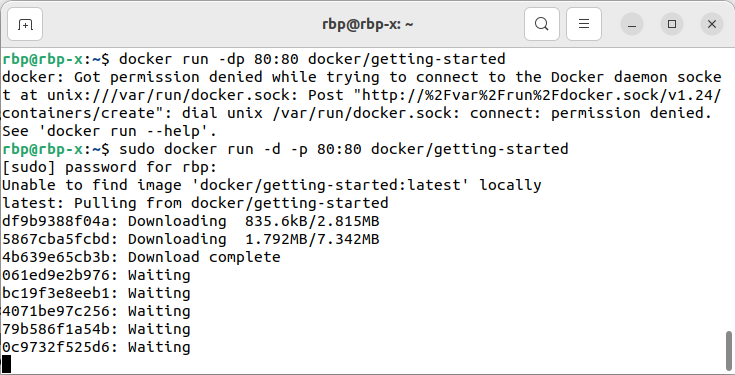 rbp@rbp-x: ~
rbp@rbp-x:~$ docker run -dp 80:80 docker/getting-started
docker: Got permission denied while trying to connect to the Docker daemon socke
t at unix:///var/run/docker.sock: Post "http://%2Fvar%2Frun%2Fdocker.sock/v1.24/
containers/create": dial unix /var/run/docker.sock: connect: permission denied.
See 'docker run --help'.
rbp@rbp-x:~$ sudo docker run -d -p 80:80 docker/getting-started
[sudo] password for rbp:
Unable to find image 'docker/getting-started:latest' locally
latest: Pulling from docker/getting-started
df9b9388f04a: Downloading  835.6kB/2.815MB
5867cba5fcbd: Downloading  1.792MB/7.342MB
4b639e65cb3b: Download complete
061ed9e2b976: Waiting
bc19f3e8eeb1: Waiting
4071be97c256: Waiting
79b586f1a54b: Waiting
0c9732f525d6: Waiting